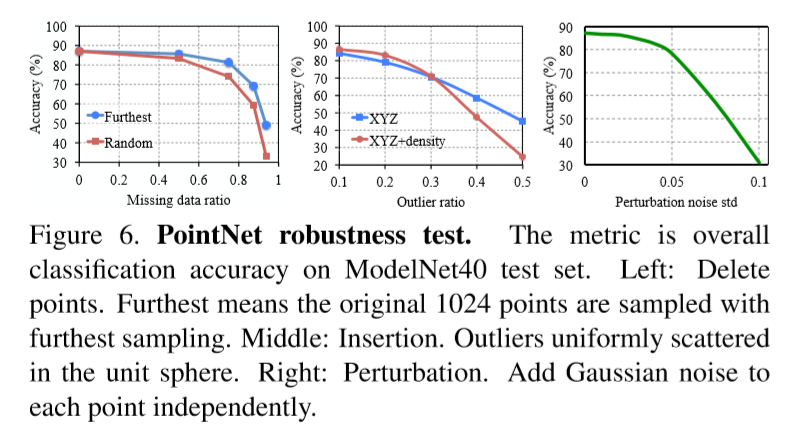 100
90
80
70
60
50
40
30
Accuracy (%)
Furthest
Random
0 0.2 0.4 0.6 0.8 1
Missing data ratio
100
90
80
70
60
50
40
30
20
Accuracy (%)
XYZ
XYZ+density
0.1 0.2 0.3 0.4 0.5
Outlier ratio
90
80
70
60
50
40
30
Accuracy (%)
0 0.05 0.1
Perturbation noise std
Figure 6. PointNet robustness test. The metric is overall
classification accuracy on ModelNet40 test set. Left: Delete
points. Furthest means the original 1024 points are sampled with
furthest sampling. Middle: Insertion. Outliers uniformly scattered
in the unit sphere. Right: Perturbation. Add Gaussian noise to
each point independently.